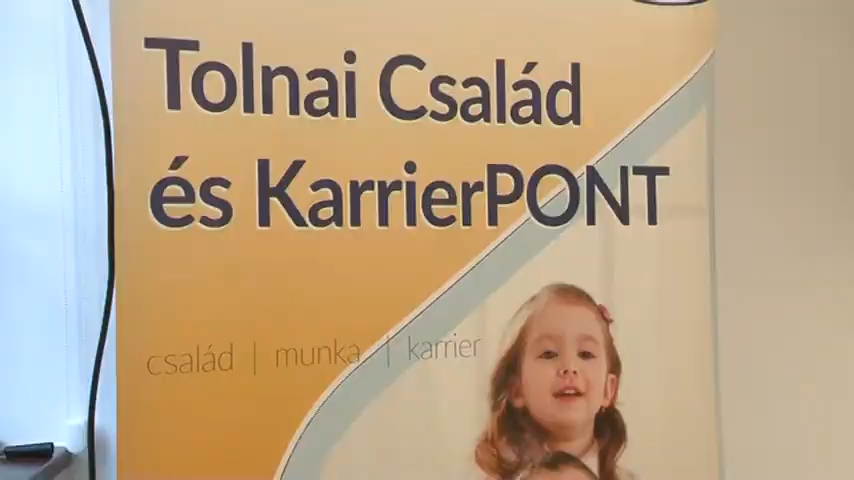 Tolnai Család
és KarrierPONT
család | munka | karrier